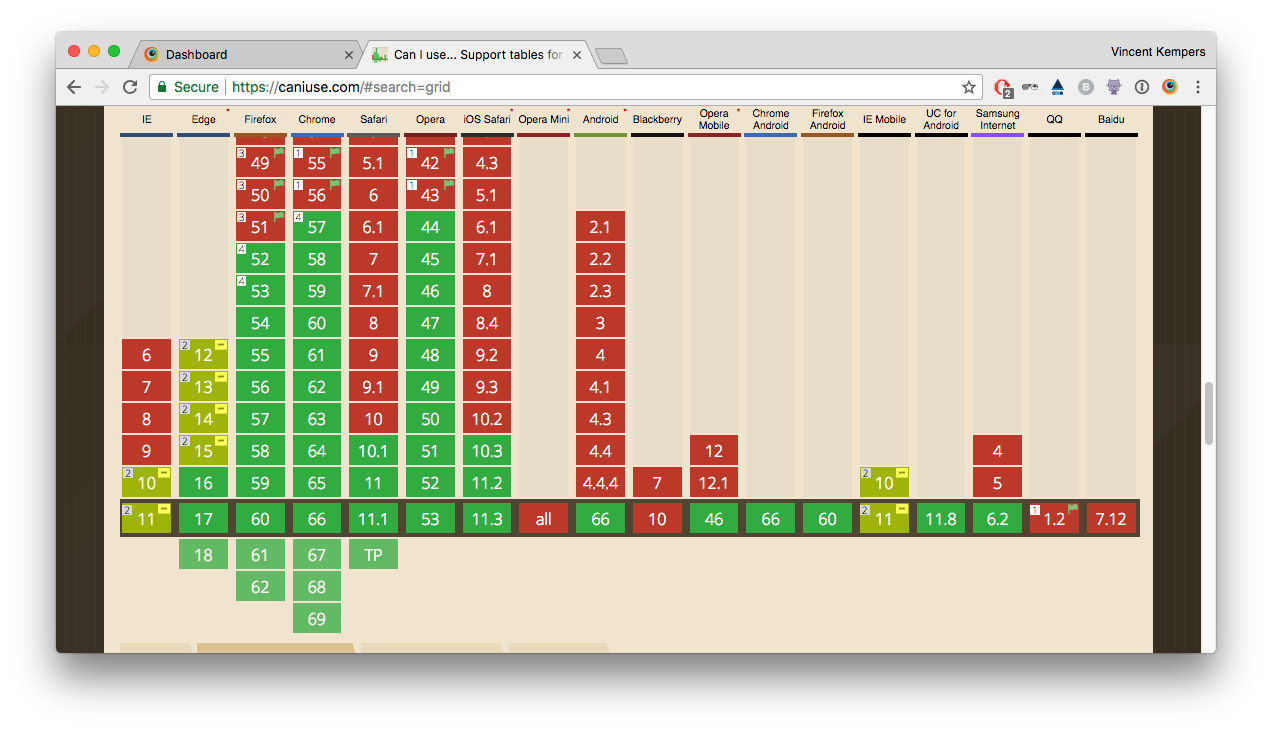 Dashboard
Can I use... Support tables for
Vincent Kempers
Secure https://caniuse.com/#search=grid
2
IE Edge * Firefox Chrome Safari Opera iOS Safari * Opera Mini * Android * Blackberry Opera Mobile * Chrome Android Firefox Android IE Mobile UC for Android Samsung Internet QQ Baidu
3 49 1 55 5.1 1 42 4.3
3 50 1 56 6 1 43 5.1
3 51 4 57 6.1 44 6.1 2.1
4 52 58 7 45 7.1 2.2
4 53 59 7.1 46 8 2.3
54 60 8 47 8.4 3
6 2 12 55 61 9 48 9.2 4
7 2 13 56 62 9.1 49 9.3 4.1
8 2 14 57 63 10 50 10.2 4.3
9 2 15 58 64 10.1 51 10.3 4.4 12 4
2 10 16 59 65 11 52 11.2 4.4.4 7 12.1 2 10 5
2 11 17 60 66 11.1 53 11.3 all 66 10 46 66 60 2 11 11.8 6.2 1 1.2 7.12
18 61 67 TP
62 68
69